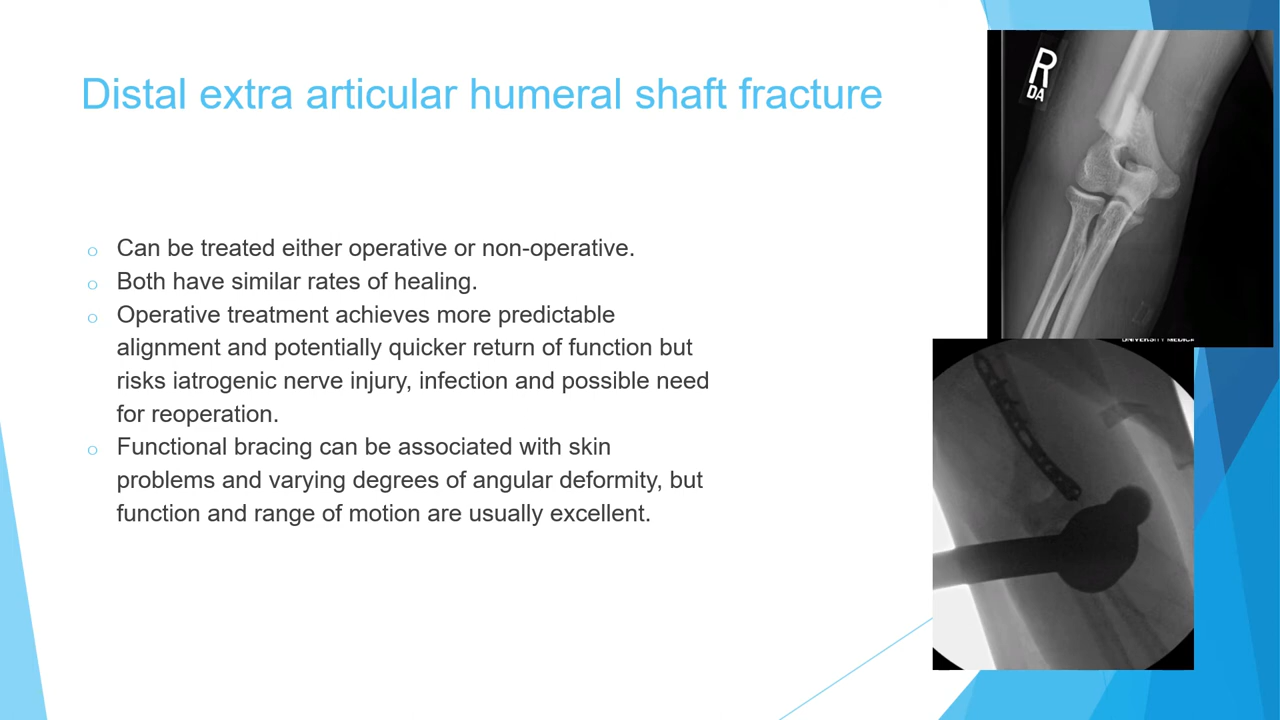 Distal extra articular humeral shaft fracture
R
DA
Can be treated either operative or non-operative.
Both have similar rates of healing.
Operative treatment achieves more predictable
alignment and potentially quicker return of function but
risks iatrogenic nerve injury, infection and possible need
for reoperation.
Functional bracing can be associated with skin
problems and varying degrees of angular deformity, but
function and range of motion are usually excellent.